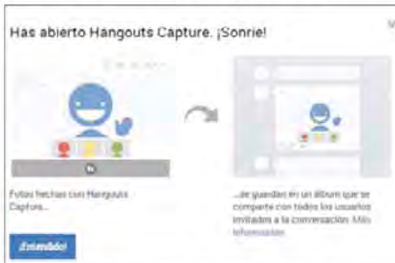 Has abierto Hangouts Capture. ¡Sonríe!
Fotos hechas con Hangouts
Capture...
...se guardan en un álbum que se
comparte con todos los usuarios
invitados a la conversación. Más
información
¡Entendido!